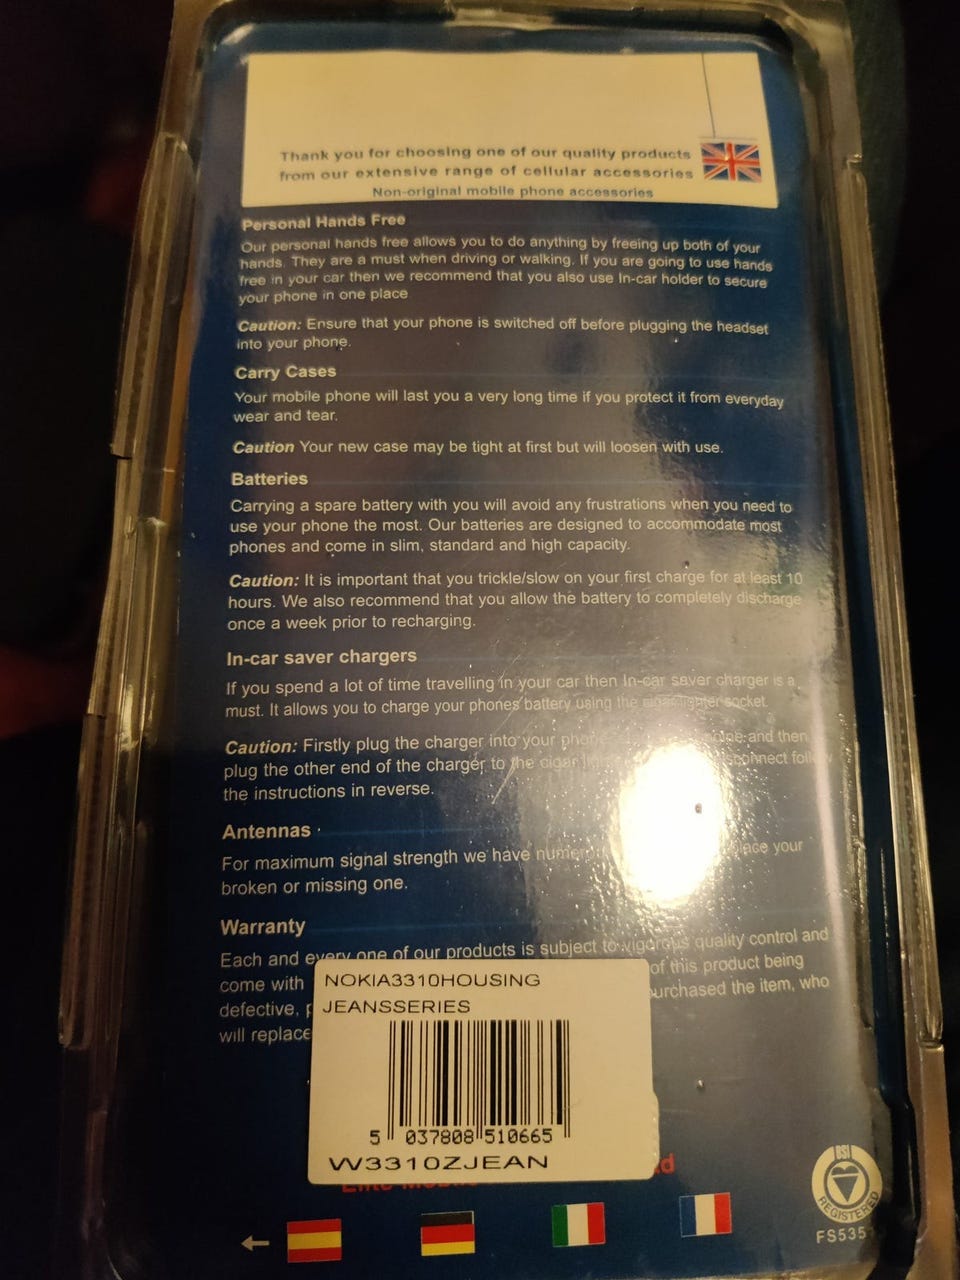 Thank you for choosing one of our quality products
from our extensive range of cellular accessories
Non-original mobile phone accessories
Personal Hands Free
Our personal hands free allows you to do anything by freeing up both of your
hands. They are a must when driving or walking. If you are going to use hands
free in your car then we recommend that you also use In-car holder to secure
your phone in one place
Caution: Ensure that your phone is switched off before plugging the headset
into your phone.
Carry Cases
Your mobile phone will last you a very long time if you protect it from everyday
wear and tear.
Caution Your new case may be tight at first but will loosen with use.
Batteries
Carrying a spare battery with you will avoid any frustrations when you need to
use your phone the most. Our batteries are designed to accommodate most
phones and come in slim, standard and high capacity.
Caution: It is important that you trickle/slow on your first charge for at least 10
hours. We also recommend that you allow the battery to completely discharge
once a week prior to recharging.
In-car saver chargers
If you spend a lot of time travelling in your car then In-car saver charger is a
must. It allows you to charge your phones battery using the cigar lighter socket.
Caution: Firstly plug the charger into your and then
plug the other end of the charger to the cigar
the instructions in reverse.
Antennas
For maximum signal strength we have your
broken or missing one.
Warranty
Each and every one of our products is subject to vigorous quality control and
come with of this product being
defective, purchased the item, who
will replace
NOKIA3310HOUSING
JEANSSERIES
5 037808 510665
W3310ZJEAN
BSI
REGISTERED